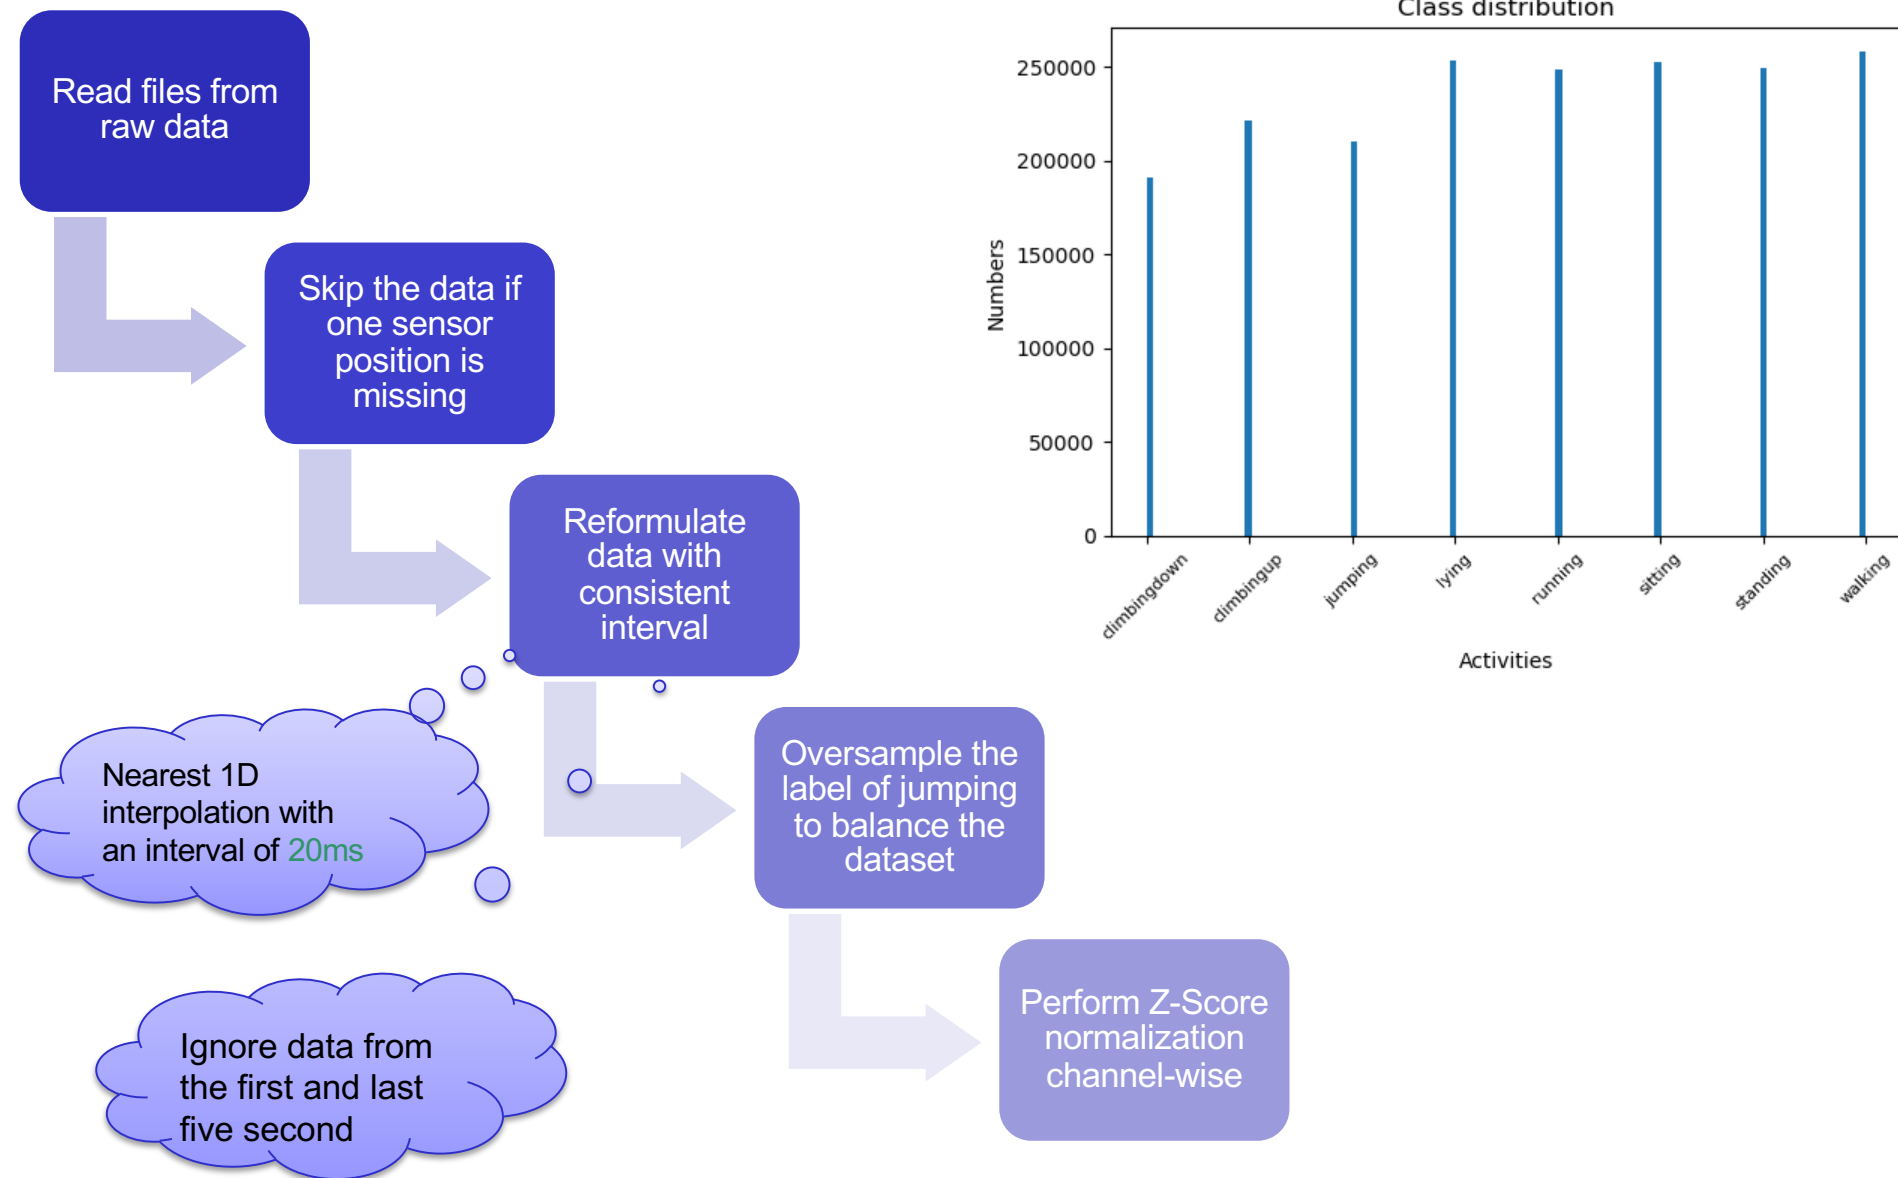 Read files from
raw data
Skip the data if
one sensor
position is
missing
Reformulate
data with
consistent
interval
Nearest 1D
interpolation with
an interval of 20ms
Ignore data from
the first and last
five second
Oversample the
label of jumping
to balance the
dataset
Perform Z-Score
normalization
channel-wise
Class distribution
Numbers
250000
200000
150000
100000
50000
0
climbingdown
climbingup
jumping
lying
running
sitting
standing
walking
Activities